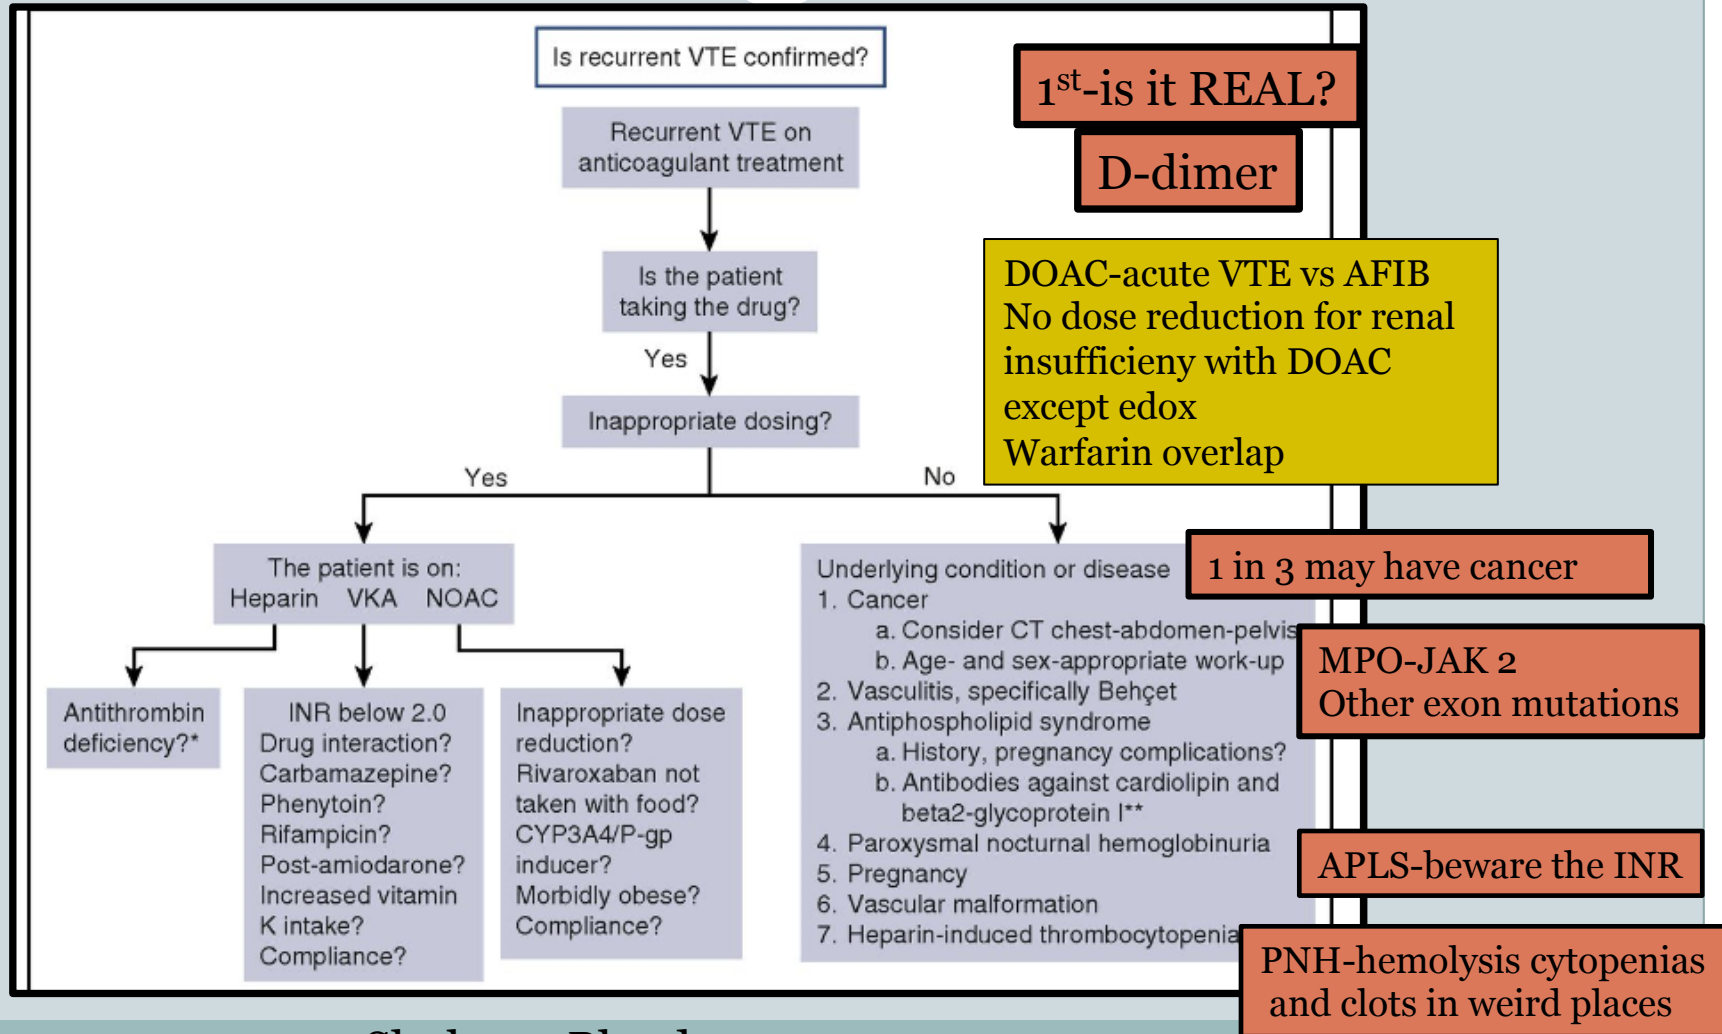 Is recurrent VTE confirmed?
1st-is it REAL?
Recurrent VTE on
anticoagulant treatment
D-dimer
Is the patient
taking the drug?
DOAC-acute VTE vs AFIB
No dose reduction for renal
insufficieny with DOAC
except edox
Warfarin overlap
Yes
Inappropriate dosing?
Yes
No
The patient is on:
Heparin VKA NOAC
Antithrombin
deficiency?*
INR below 2.0
Drug interaction?
Carbamazepine?
Phenytoin?
Rifampicin?
Post-amiodarone?
Increased vitamin
K intake?
Compliance?
Inappropriate dose
reduction?
Rivaroxaban not
taken with food?
CYP3A4/P-gp
inducer?
Morbidly obese?
Compliance?
Underlying condition or disease
1. Cancer
a. Consider CT chest-abdomen-pelvis
b. Age- and sex-appropriate work-up
2. Vasculitis, specifically Behçet
3. Antiphospholipid syndrome
a. History, pregnancy complications?
b. Antibodies against cardiolipin and
beta2-glycoprotein I**
4. Paroxysmal nocturnal hemoglobinuria
5. Pregnancy
6. Vascular malformation
7. Heparin-induced thrombocytopenia
1 in 3 may have cancer
MPO-JAK 2
Other exon mutations
APLS-beware the INR
PNH-hemolysis cytopenias
and clots in weird places